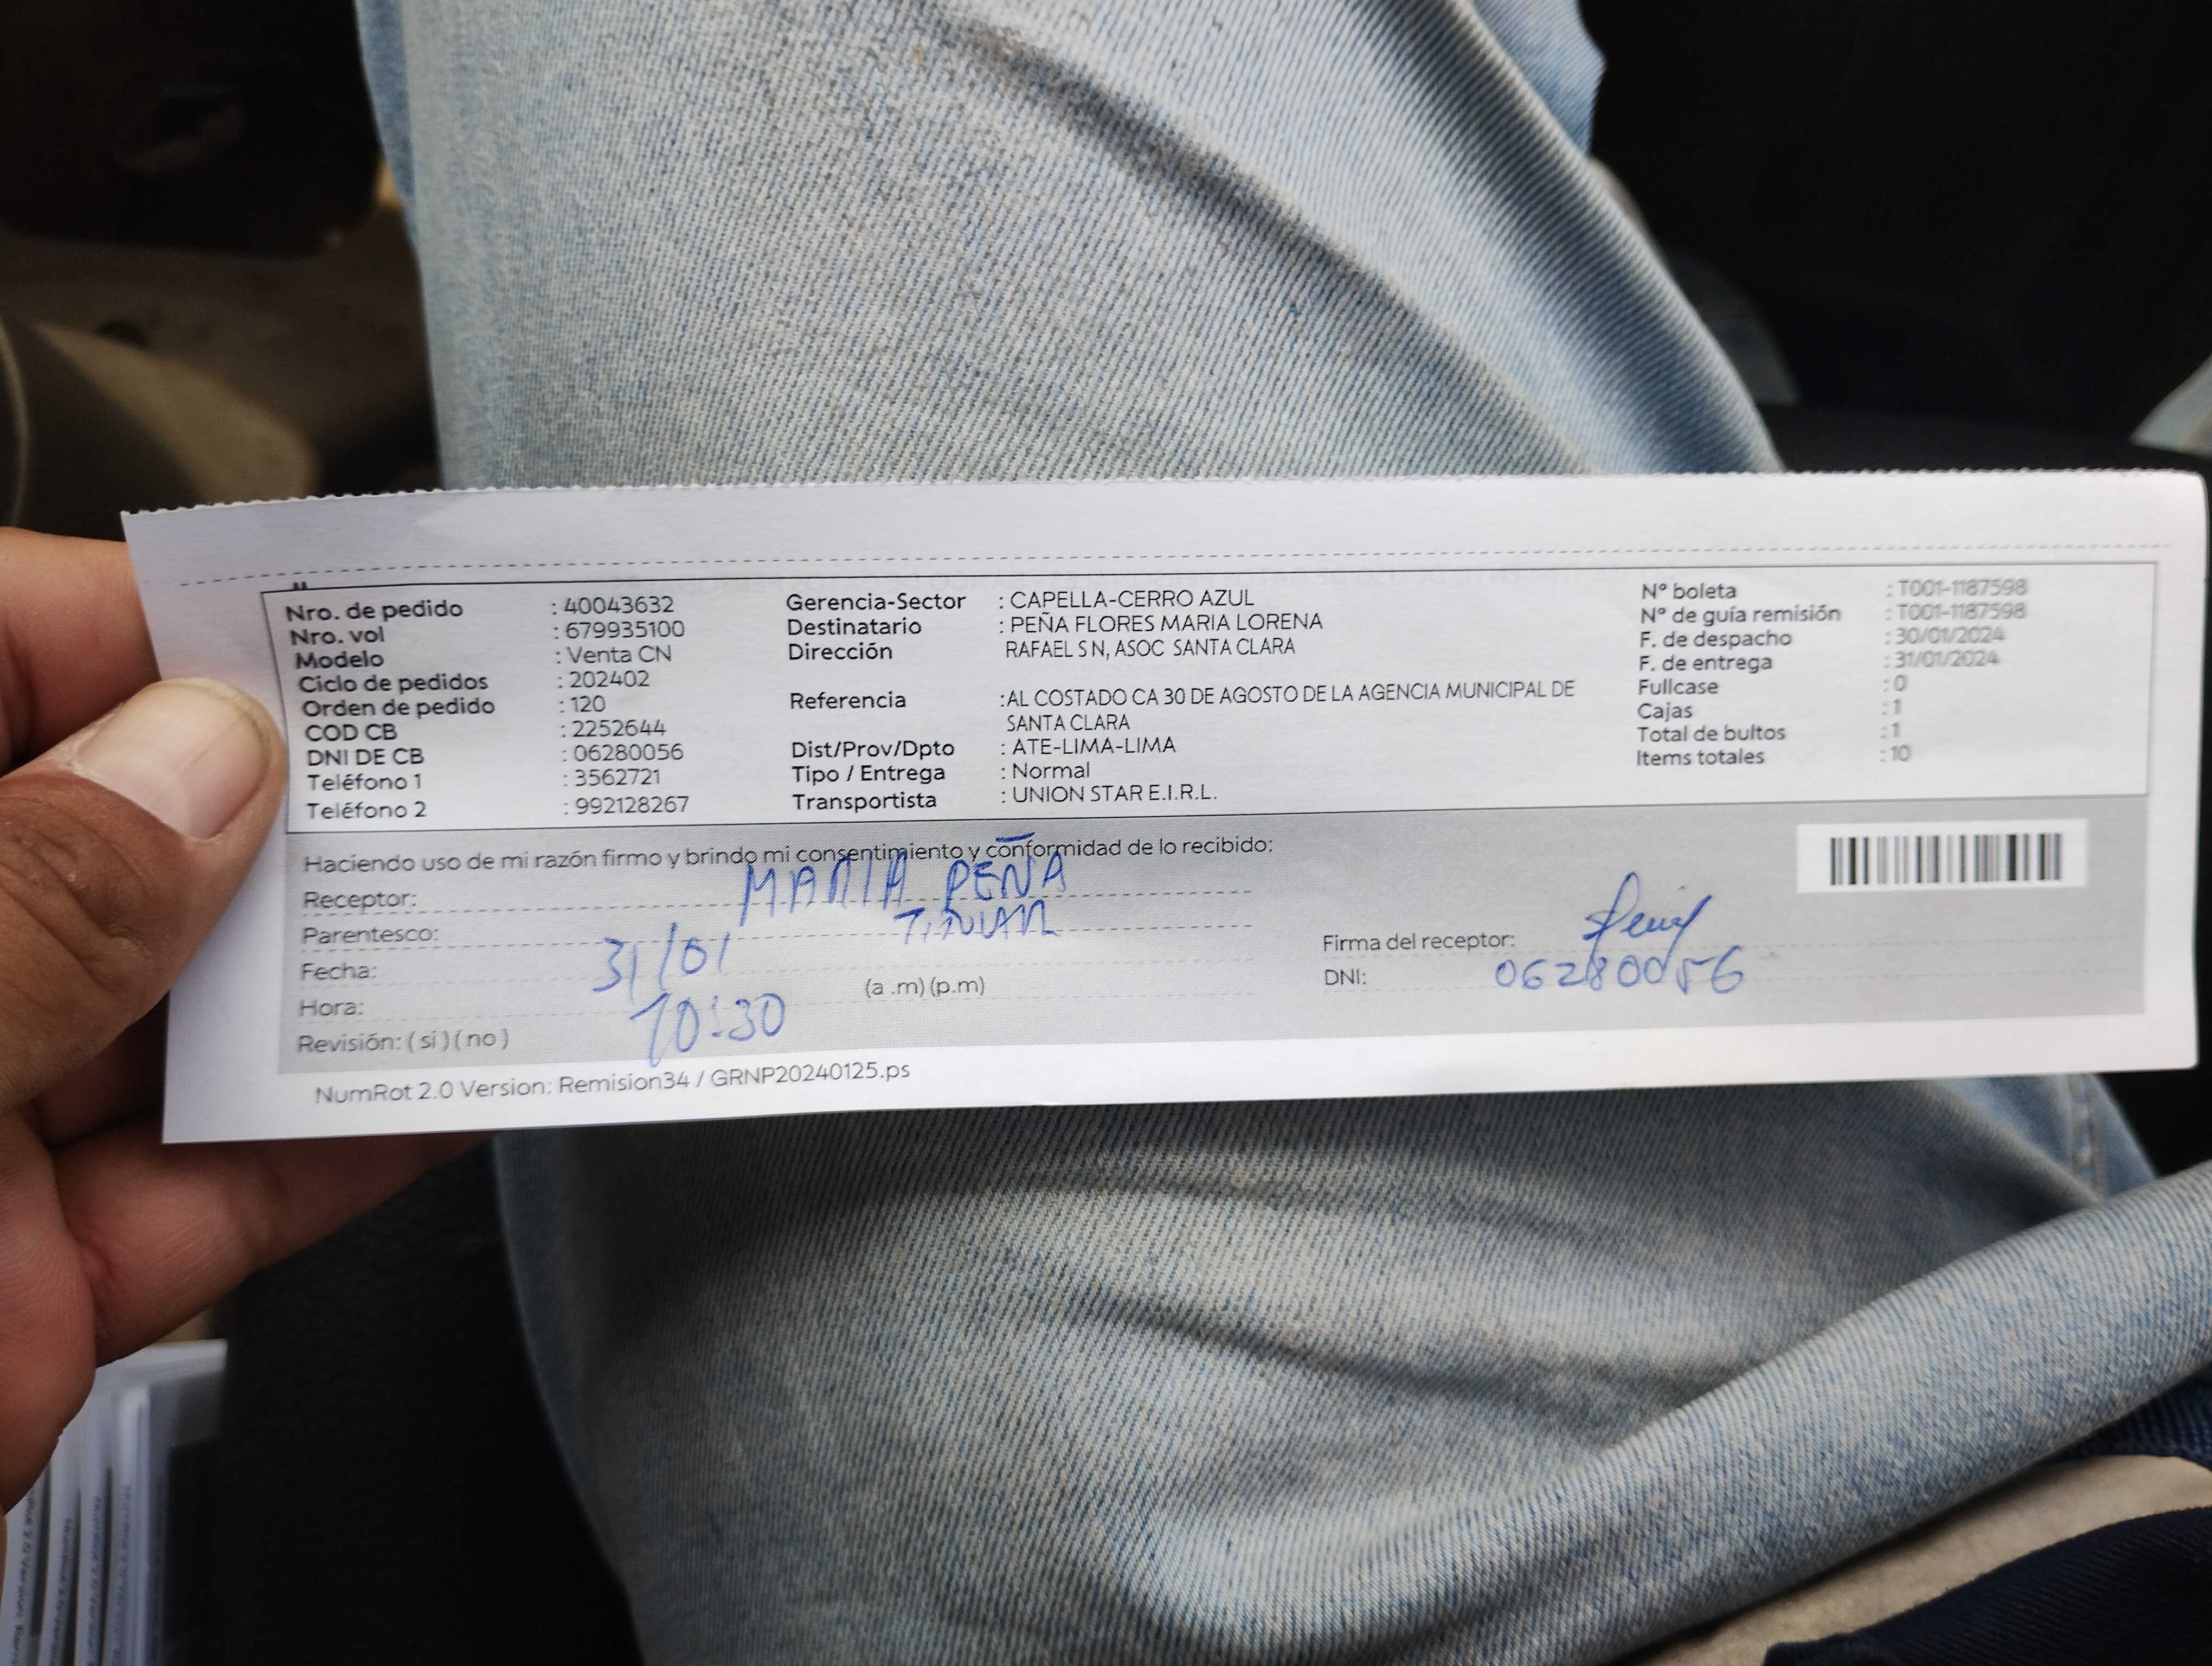 Nro. de pedido : 40043632
Nro. vol : 679935100
Modelo : Venta CN
Ciclo de pedidos : 202402
Orden de pedido : 120
COD CB : 2252644
DNI DE CB : 06280056
Teléfono 1 : 3562721
Teléfono 2 : 992128267
Gerencia-Sector : CAPELLA-CERRO AZUL
Destinatario : PEÑA FLORES MARIA LORENA
Dirección RAFAEL S N, ASOC SANTA CLARA
Referencia : AL COSTADO CA 30 DE AGOSTO DE LA AGENCIA MUNICIPAL DE
SANTA CLARA
Dist/Prov/Dpto : ATE-LIMA-LIMA
Tipo / Entrega : Normal
Transportista : UNION STAR E.I.R.L.
Nº boleta : T001-1187598
Nº de guía remisión : T001-1187598
F. de despacho : 30/01/2024
F. de entrega : 31/01/2024
Fullcase : 0
Cajas : 1
Total de bultos : 1
Items totales : 10
Haciendo uso de mi razón firmo y brindo mi consentimiento y conformidad de lo recibido:
Receptor: MARIA PEÑA
Parentesco:
Fecha: 31/01
Hora: 10:30 (a .m) (p.m)
Revisión: ( si ) ( no )
Firma del receptor:
DNI: 06280056
NumRot 2.0 Version: Remision34 / GRNP20240125.ps